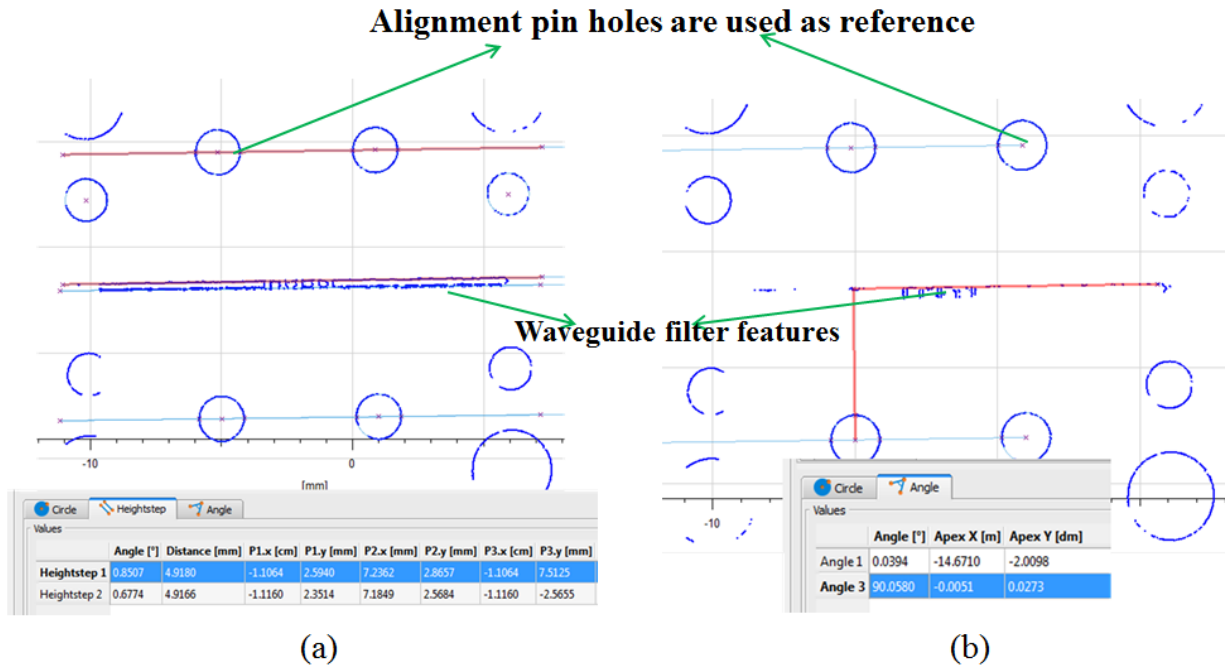 Alignment pin holes are used as reference
Waveguide filter features
-10 0
[mm]
-10
Circle Heightstep Angle
Values
Angle [°] Distance [mm] P1.x [cm] P1.y [mm] P2.x [mm] P2.y [mm] P3.x [cm] P3.y [mm]
Heightstep 1 0.8507 4.9180 -1.1064 2.5940 7.2362 2.8657 -1.1064 7.5125
Heightstep 2 0.6774 4.9166 -1.1160 2.3514 7.1849 2.5684 -1.1160 -2.5655
Circle Angle
Values
Angle [°] Apex X [m] Apex Y [dm]
Angle 1 0.0394 -14.6710 -2.0098
Angle 3 90.0580 -0.0051 0.0273
(a) (b)